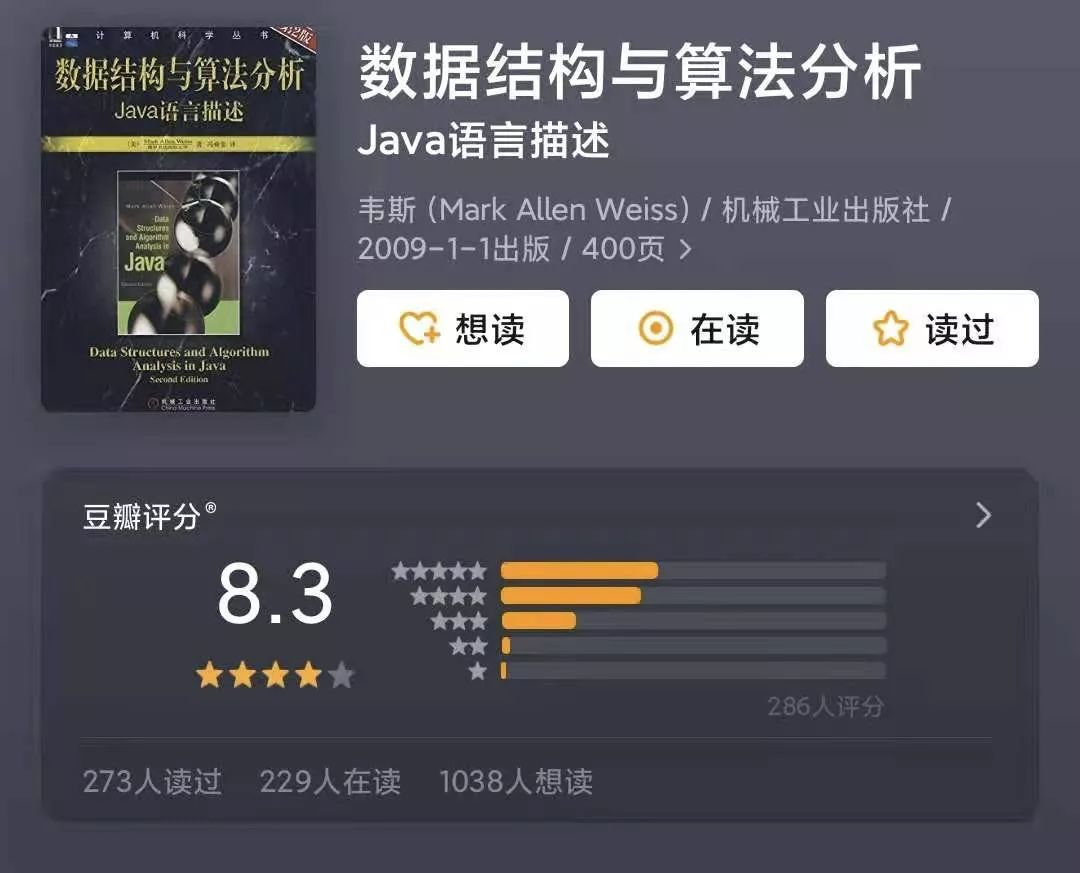 计算机科学丛书
第2版
数据结构与算法分析
Java语言描述
(美) Mark Allen Weiss 著 冯舜玺 译
Mark Allen Weiss
Data
Structures
and Algorithm
Analysis in
Java
Data Structures and Algorithm
Analysis in Java
Second Edition
机械工业出版社
China Machine Press
数据结构与算法分析
Java语言描述
韦斯 (Mark Allen Weiss) / 机械工业出版社 /
2009-1-1出版 / 400页 >
想读 在读 读过
豆瓣评分®
8.3
286人评分
273人读过 229人在读 1038人想读